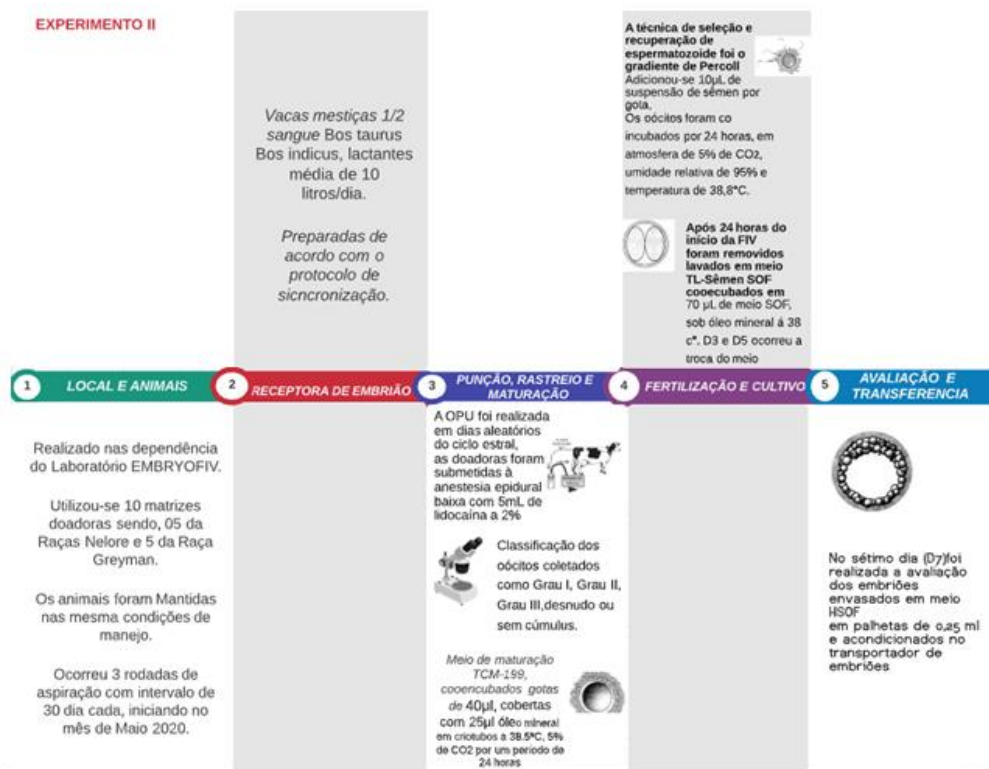 EXPERIMENTO II
Vacas mestiças 1/2
sangue Bos taurus
Bos indicus, lactantes
média de 10
litros/dia.
Preparadas de
acordo com o
protocolo de
sicncronização.
A técnica de seleção e
recuperação de
espermatozoide foi o
gradiente de Percoll
Adicionou-se 10µL de
suspensão de sêmen por
gota,
Os oócitos foram co
incubados por 24 horas, em
atmosfera de 5% de CO2,
umidade relativa de 95% e
temperatura de 38,8ºC.
Após 24 horas do
início da FIV
foram removidos
lavados em meio
TL-Sêmen SOF
cooecubados em
70 µL de meio SOF,
sob óleo mineral á 38
cº. D3 e D5 ocorreu a
troca do meio
1 LOCAL E ANIMAIS
2 RECEPTORA DE EMBRIÃO
3 PUNÇÃO, RASTREIO E
MATURAÇÃO
4 FERTILIZAÇÃO E CULTIVO
5 AVALIAÇÃO E
TRANSFERENCIA
Realizado nas dependência
do Laboratório EMBRYOFIV.
Utilizou-se 10 matrizes
doadoras sendo, 05 da
Raças Nelore e 5 da Raça
Greyman.
Os animais foram Mantidas
nas mesma condições de
manejo.
Ocorreu 3 rodadas de
aspiração com intervalo de
30 dia cada, iniciando no
mês de Maio 2020.
A OPU foi realizada
em dias aleatórios
do ciclo estral,
as doadoras foram
submetidas à
anestesia epidural
baixa com 5mL de
lidocaína a 2%
Classificação dos
oócitos coletados
como Grau I, Grau II,
Grau III,desnudo ou
sem cúmulus.
Meio de maturação
TCM-199,
cooencubados gotas
de 40µl, cobertas
com 25µl óleo mineral
em criotubos a 38.5ºC, 5%
de CO2 por um período de
24 horas
No sétimo dia (D7)foi
realizada a avaliação
dos embriões
envasados em meio
HSOF
em palhetas de 0,25 ml
e acondicionados no
transportador de
embriões